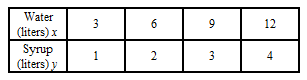 Water
(liters) x 3 6 9 12
Syrup
(liters) y 1 2 3 4